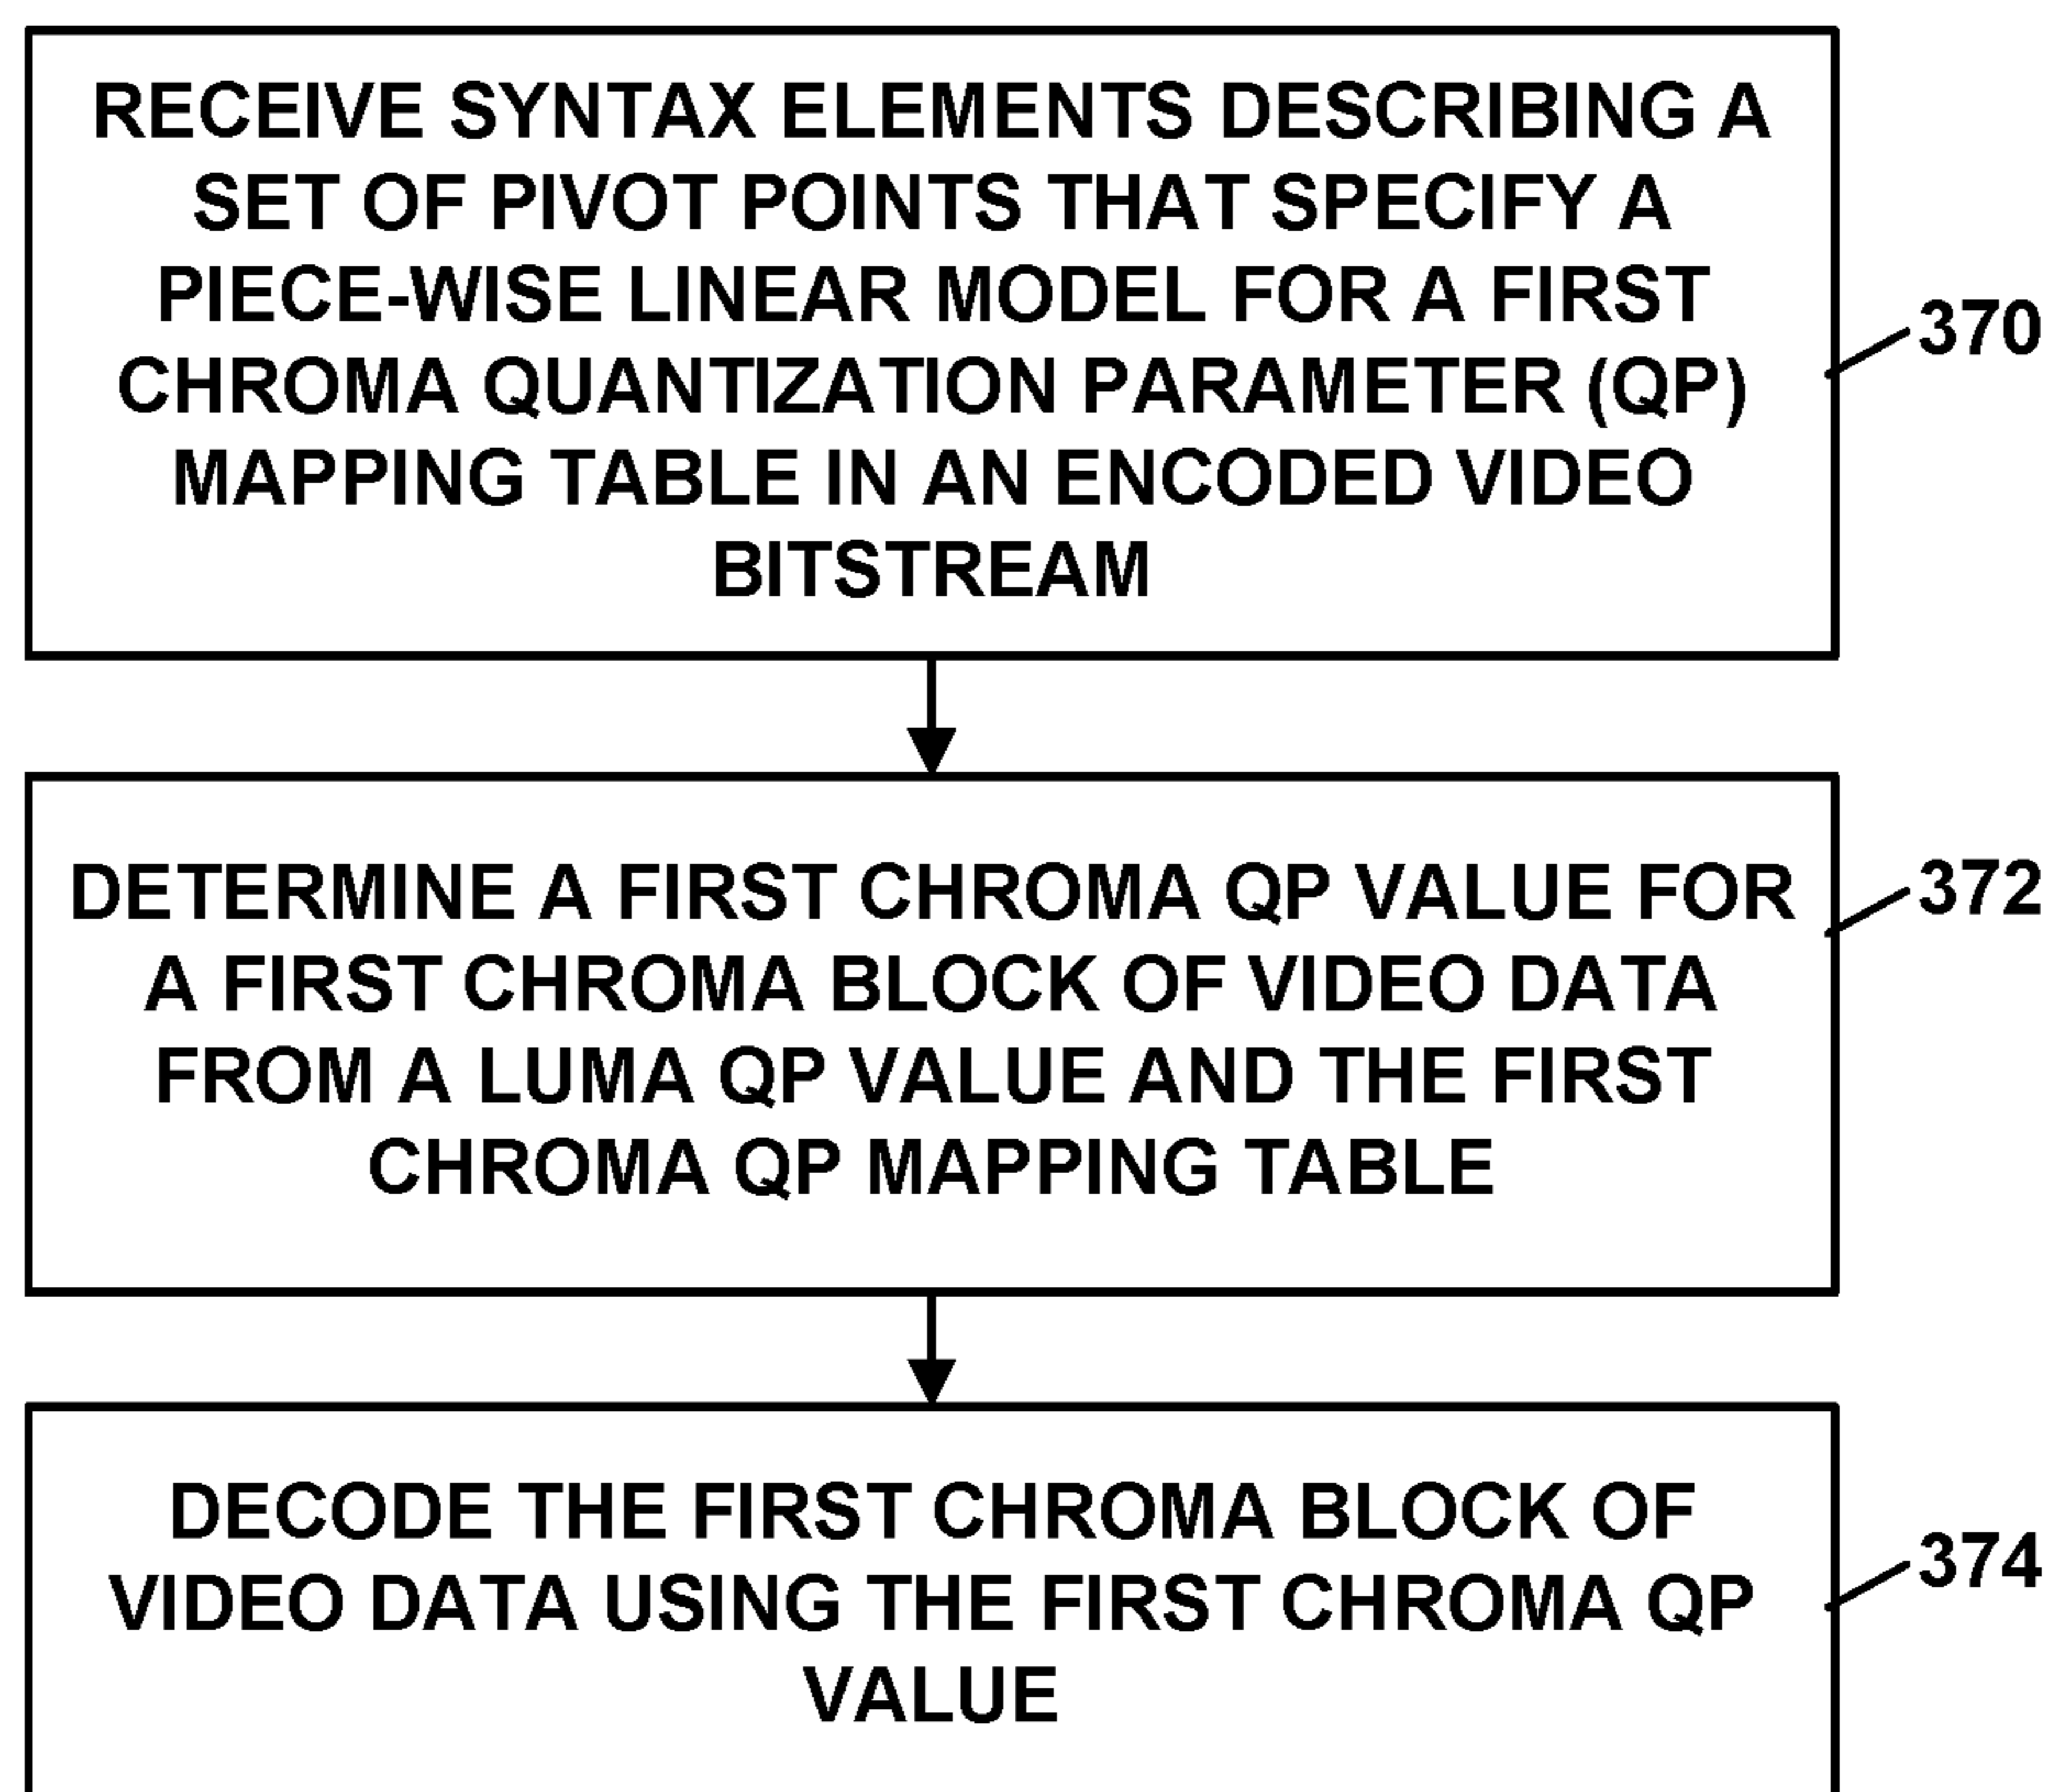 RECEIVE SYNTAX ELEMENTS DESCRIBING A
SET OF PIVOT POINTS THAT SPECIFY A
PIECE-WISE LINEAR MODEL FOR A FIRST
CHROMA QUANTIZATION PARAMETER (QP)
MAPPING TABLE IN AN ENCODED VIDEO
BITSTREAM
370
DETERMINE A FIRST CHROMA QP VALUE FOR
A FIRST CHROMA BLOCK OF VIDEO DATA
FROM A LUMA QP VALUE AND THE FIRST
CHROMA QP MAPPING TABLE
372
DECODE THE FIRST CHROMA BLOCK OF
VIDEO DATA USING THE FIRST CHROMA QP
VALUE
374